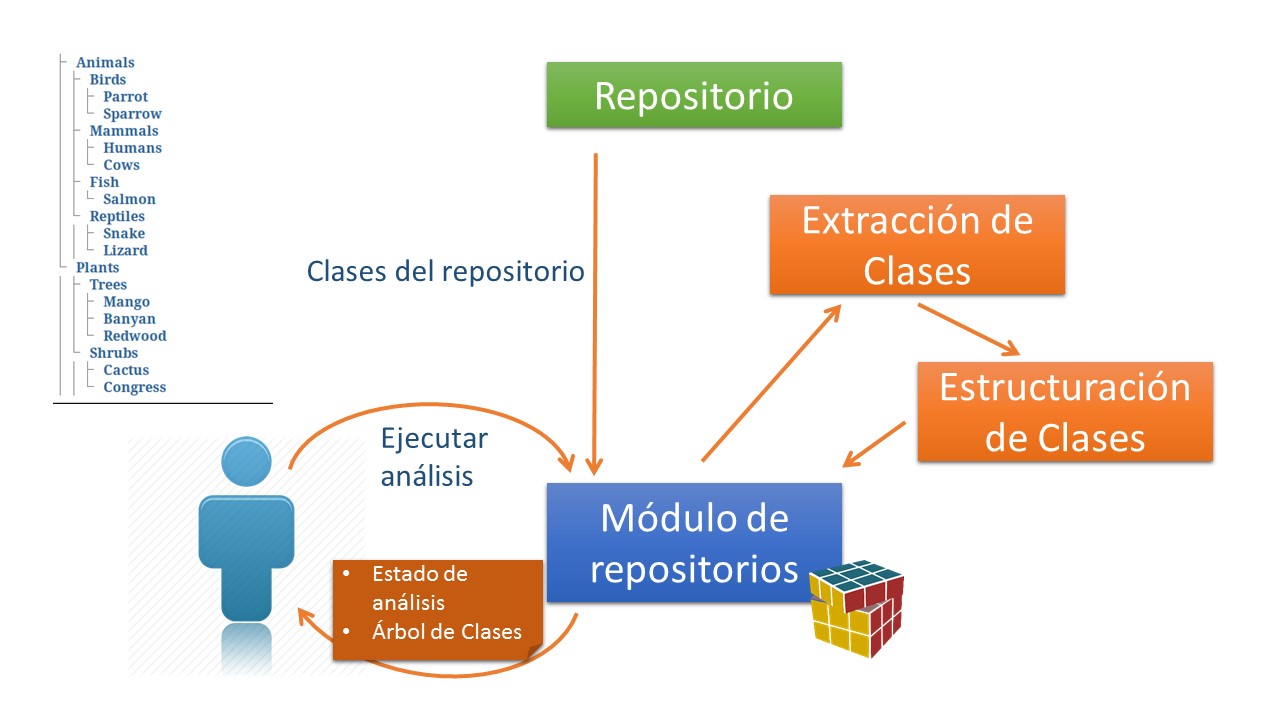 Animals
Birds
Parrot
Sparrow
Mammals
Humans
Cows
Fish
Salmon
Reptiles
Snake
Lizard
Plants
Trees
Mango
Banyan
Redwood
Shrubs
Cactus
Congress
Repositorio
Extracción de
Clases
Clases del repositorio
Estructuración
de Clases
Ejecutar
análisis
Módulo de
repositorios
• Estado de
análisis
• Árbol de Clases